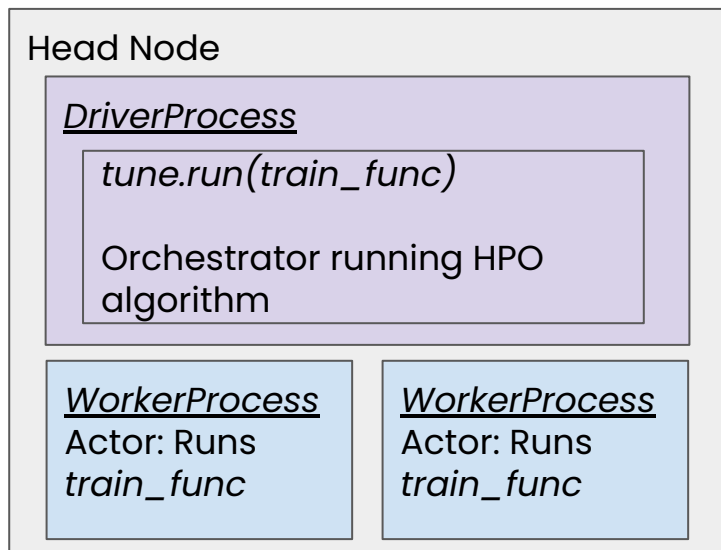 Head Node
DriverProcess
tune.run(train_func)
Orchestrator running HPO
algorithm
WorkerProcess
Actor: Runs
train_func
WorkerProcess
Actor: Runs
train_func